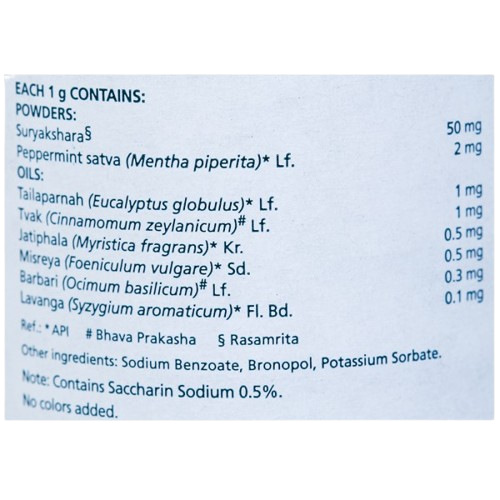 EACH 1 g CONTAINS:
POWDERS:
Suryakshara§ 50 mg
Peppermint satva (Mentha piperita)* Lf. 2 mg
OILS:
Tailaparnah (Eucalyptus globulus)* Lf. 1 mg
Tvak (Cinnamomum zeylanicum)# Lf. 1 mg
Jatiphala (Myristica fragrans)* Kr. 0.5 mg
Misreya (Foeniculum vulgare)* Sd. 0.5 mg
Barbari (Ocimum basilicum)# Lf. 0.3 mg
Lavanga (Syzygium aromaticum)* Fl. Bd. 0.1 mg
Ref.: * API # Bhava Prakasha § Rasamrita
Other ingredients: Sodium Benzoate, Bronopol, Potassium Sorbate.
Note: Contains Saccharin Sodium 0.5%.
No colors added.